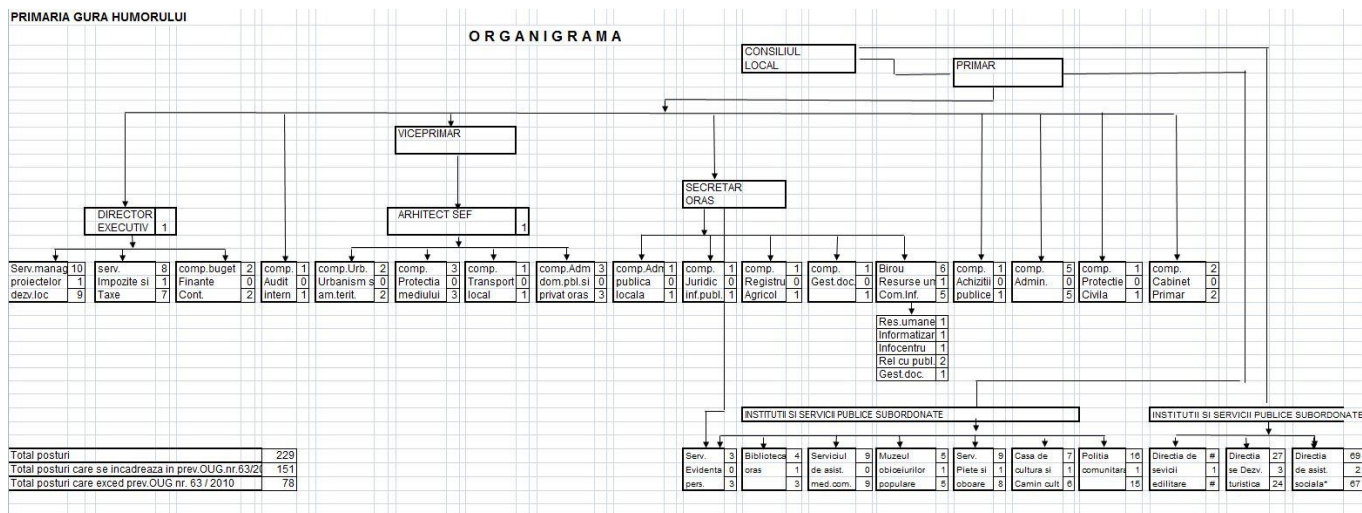 PRIMARIA GURA HUMORULUI
O R G A N I G R A M A
CONSILIUL
LOCAL
PRIMAR
VICEPRIMAR
SECRETAR
ORAS
DIRECTOR
EXECUTIV 1
ARHITECT SEF
1
Serv.manag 10
proiectelor 1
dezv.loc 9
serv. 8
Impozite si 1
Taxe 7
comp.buget 2
Finante 0
Cont. 2
comp. 1
Audit 0
intern 1
comp.Urb. 2
Urbanism s 0
am.terit. 2
comp. 3
Protectia 0
mediului 3
comp. 1
Transport 0
local 1
comp.Adm 3
dom.pbl.si 0
privat oras 3
comp.Adm 1
publica 0
locala 1
comp. 1
Juridic 0
inf.publ. 1
comp. 1
Registru 0
Agricol 1
comp. 1
Gest.doc. 0
1
Birou 6
Resurse um 1
Com.Inf. 5
comp. 1
Achizitii 0
publice 1
comp. 5
Admin. 0
5
comp. 1
Protectie 0
Civila 1
comp. 2
Cabinet 0
Primar 2
Res.umane 1
Informatizar 1
Infocentru 1
Rel cu publ. 2
Gest.doc. 1
INSTITUTII SI SERVICII PUBLICE SUBORDONATE
INSTITUTII SI SERVICII PUBLICE SUBORDONATE
Serv. 3
Evidenta 0
pers. 3
Biblioteca 4
oras 1
3
Serviciul 9
de asist. 0
med.com. 9
Muzeul 5
obiceiurilor 1
populare 5
Serv. 9
Piete si 1
oboare 8
Casa de 7
cultura si 1
Camin cult 6
Politia 16
comunitara 1
15
Directia de #
sevicii 1
edilitare #
Directia 27
se Dezv. 3
turistica 24
Directia 69
de asist. 2
sociala* 67
Total posturi 229
Total posturi care se incadreaza in prev.OUG.nr.63/20 151
Total posturi care exced prev.OUG nr. 63 / 2010 78